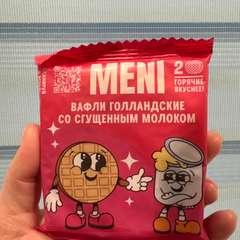 MENI
2
ГОРЯЧИЕ
ВКУСНЕЕ!
ВАФЛИ ГОЛЛАНДСКИЕ
СО СГУЩЕННЫМ МОЛОКОМ